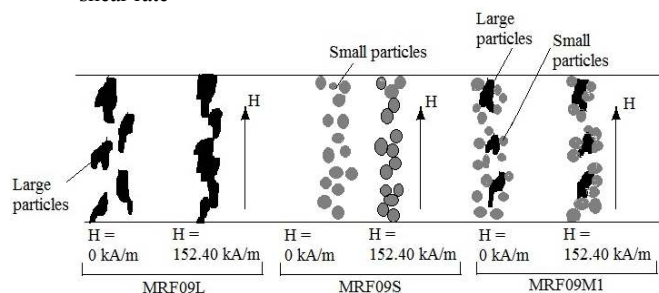 shear rate
Large
particles
Small
particles
Small particles
H
H
H
Large
particles
H =
0 kA/m
H =
152.40 kA/m
H =
0 kA/m
H =
152.40 kA/m
H =
0 kA/m
H =
152.40 kA/m
MRF09L
MRF09S
MRF09M1